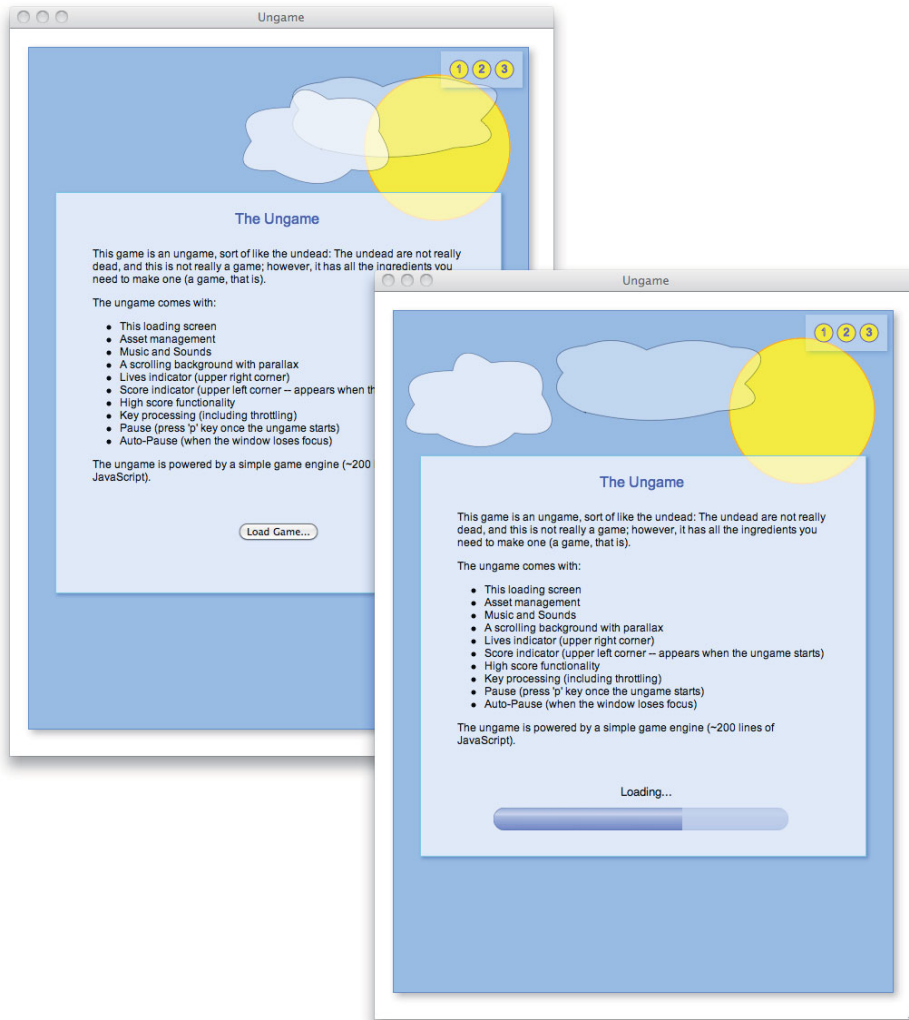 Ungame
1 2 3
The Ungame
This game is an ungame, sort of like the undead: The undead are not really
dead, and this is not really a game; however, it has all the ingredients you
need to make one (a game, that is).
The ungame comes with:
• This loading screen
• Asset management
• Music and Sounds
• A scrolling background with parallax
• Lives indicator (upper right corner)
• Score indicator (upper left corner -- appears when th
• High score functionality
• Key processing (including throttling)
• Pause (press 'p' key once the ungame starts)
• Auto-Pause (when the window loses focus)
The ungame is powered by a simple game engine (~200
JavaScript).
Load Game...
Ungame
1 2 3
The Ungame
This game is an ungame, sort of like the undead: The undead are not really
dead, and this is not really a game; however, it has all the ingredients you
need to make one (a game, that is).
The ungame comes with:
• This loading screen
• Asset management
• Music and Sounds
• A scrolling background with parallax
• Lives indicator (upper right corner)
• Score indicator (upper left corner -- appears when the ungame starts)
• High score functionality
• Key processing (including throttling)
• Pause (press 'p' key once the ungame starts)
• Auto-Pause (when the window loses focus)
The ungame is powered by a simple game engine (~200 lines of
JavaScript).
Loading...